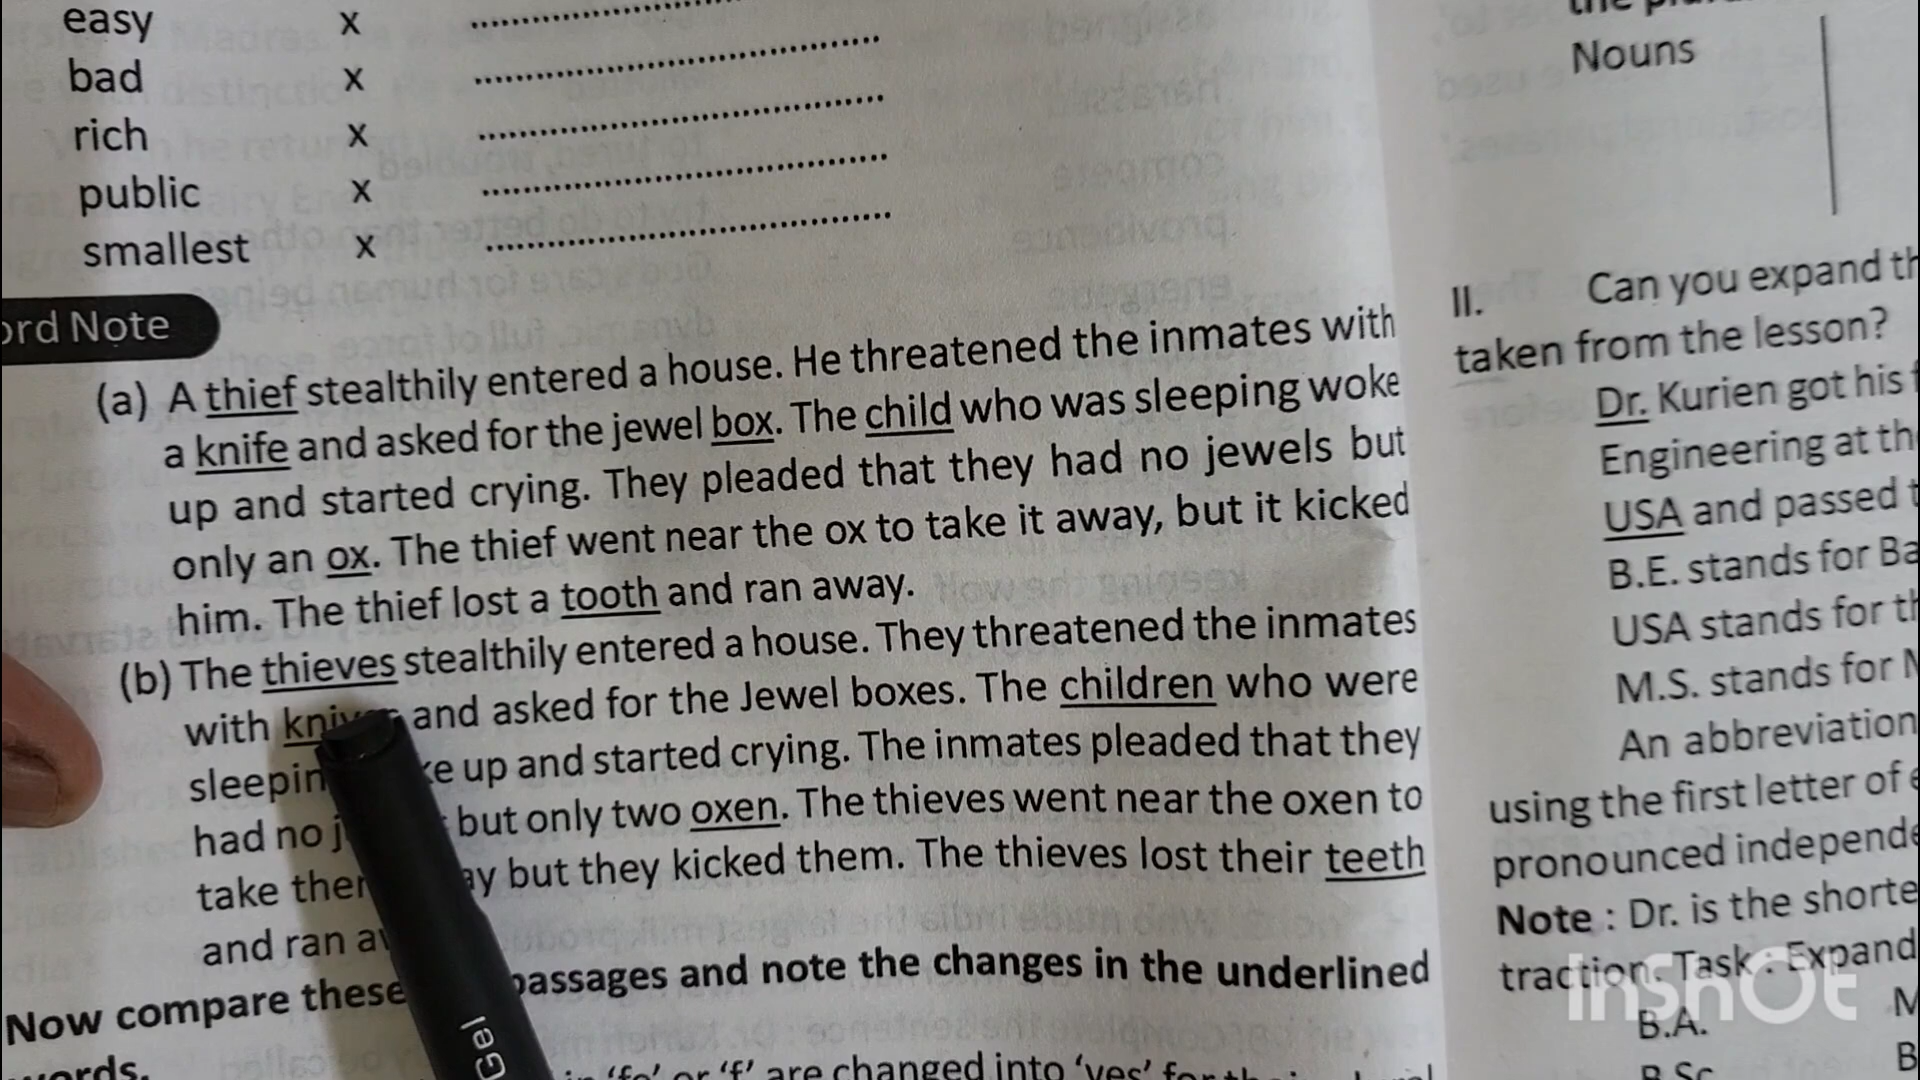 easy x ........................
bad x ........................
rich x ........................
public x ........................
smallest x ........................
Note
(a) A thief stealthily entered a house. He threatened the inmates with
a knife and asked for the jewel box. The child who was sleeping woke
up and started crying. They pleaded that they had no jewels but
only an ox. The thief went near the ox to take it away, but it kicked
him. The thief lost a tooth and ran away.
(b) The thieves stealthily entered a house. They threatened the inmates
with and asked for the Jewel boxes. The children who were
up and started crying. The inmates pleaded that they
had no but only two oxen. The thieves went near the oxen to
take but they kicked them. The thieves lost their teeth
and ran
Now compare these passages and note the changes in the underlined
words.
'fe' or 'f' are changed into 'ves' for
Gel
Nouns
II. Can you expand
taken from the lesson?
Dr. Kurien got his
Engineering at
USA and passed
B.E. stands for
USA stands for
M.S. stands for
An abbreviation
using the first letter of
pronounced
Note : Dr. is the
traction. Task : Expand
B.A.
B.Sc
InShOt